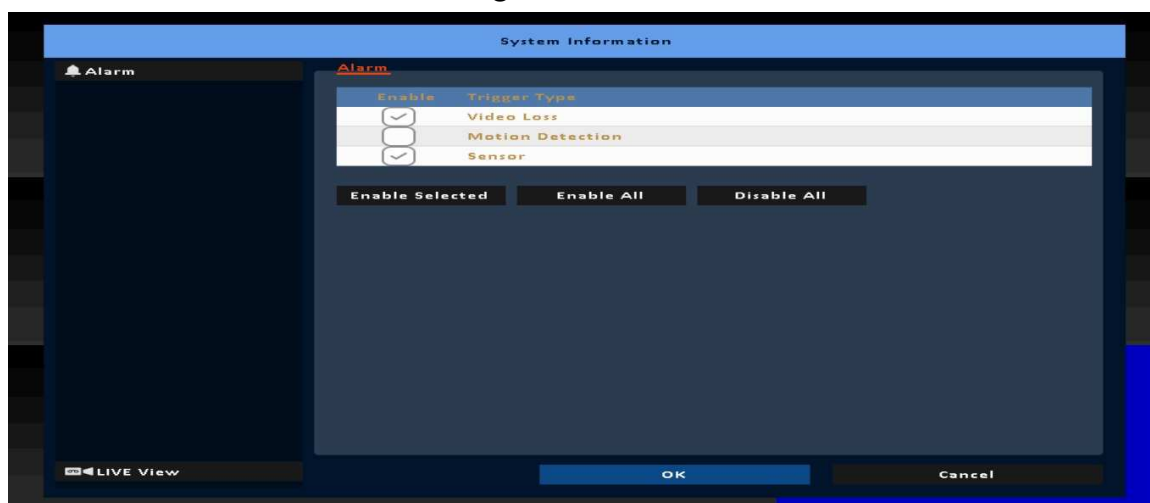 System Information
Alarm
Alarm
Enable Trigger Type
Video Loss
Motion Detection
Sensor
Enable Selected Enable All Disable All
LIVE View
OK Cancel